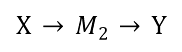 X → M₂ → Y